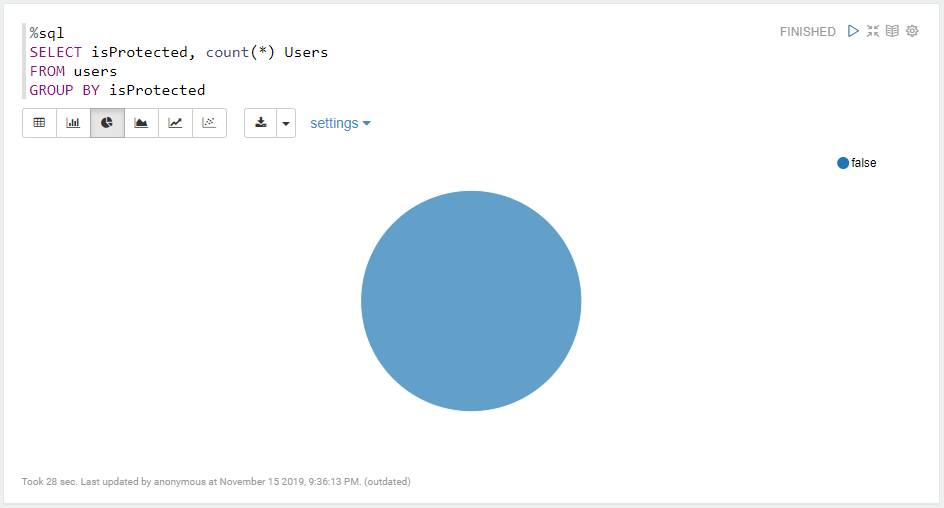 %sql
SELECT isProtected, count(*) Users
FROM users
GROUP BY isProtected
FINISHED
settings
false
Took 28 sec. Last updated by anonymous at November 15 2019, 9:36:13 PM. (outdated)